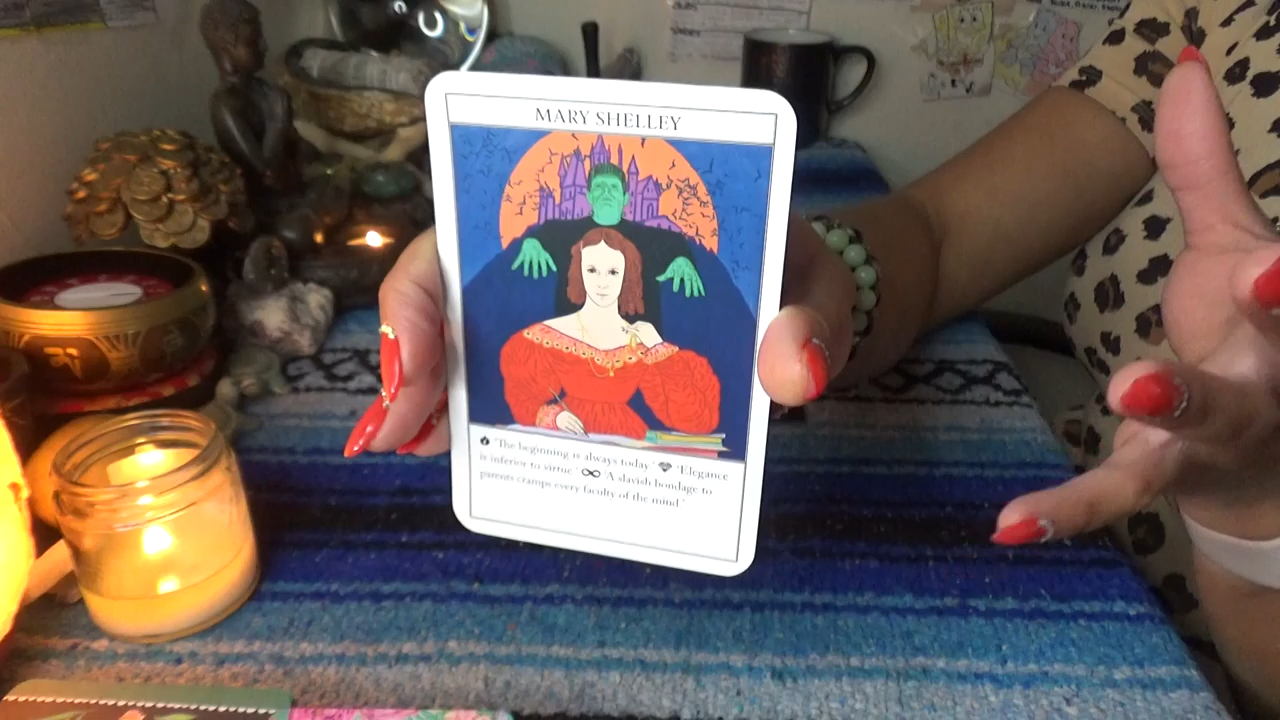 MARY SHELLEY
'The beginning is always today.' 'Elegance
is inferior to virtue.' 'A slavish bondage to
parents cramps every faculty of the mind.'